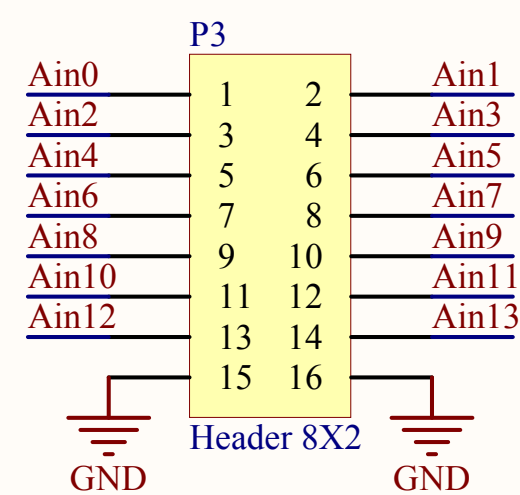 P3
Ain0 1 2 Ain1
Ain2 3 4 Ain3
Ain4 5 6 Ain5
Ain6 7 8 Ain7
Ain8 9 10 Ain9
Ain10 11 12 Ain11
Ain12 13 14 Ain13
15 16
Header 8X2
GND GND